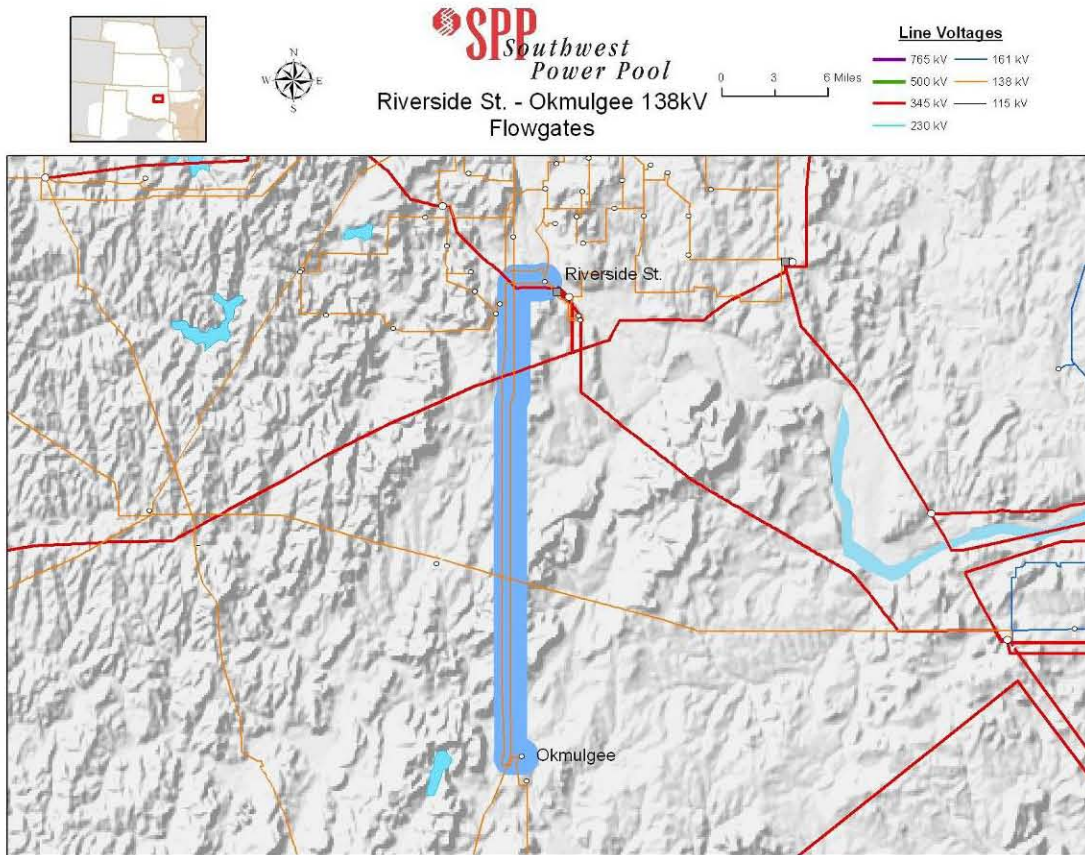 N
W E
S
SPP
Southwest
Power Pool
Riverside St. - Okmulgee 138kV
Flowgates
0 3 6 Miles
Line Voltages
765 kV 161 kV
500 kV 138 kV
345 kV 115 kV
230 kV
Riverside St.
Okmulgee